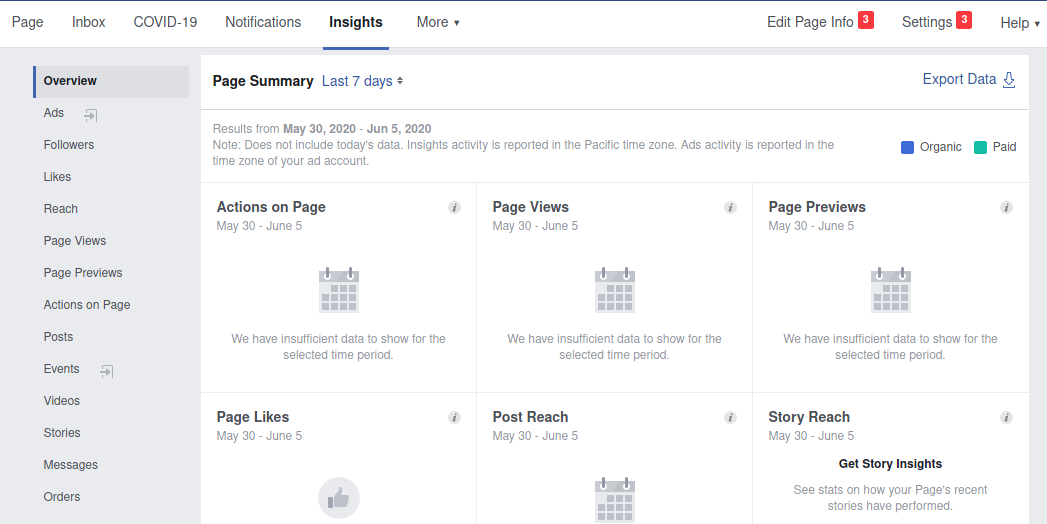 Page Inbox COVID-19 Notifications Insights More Edit Page Info 3 Settings 3 Help
Overview
Ads
Followers
Likes
Reach
Page Views
Page Previews
Actions on Page
Posts
Events
Videos
Stories
Messages
Orders
Page Summary Last 7 days Export Data
Results from May 30, 2020 - Jun 5, 2020
Note: Does not include today's data. Insights activity is reported in the Pacific time zone. Ads activity is reported in the
time zone of your ad account.
Organic Paid
Actions on Page
May 30 - June 5
We have insufficient data to show for the
selected time period.
Page Views
May 30 - June 5
We have insufficient data to show for the
selected time period.
Page Previews
May 30 - June 5
We have insufficient data to show for the
selected time period.
Page Likes
May 30 - June 5
Post Reach
May 30 - June 5
Story Reach
May 30 - June 5
Get Story Insights
See stats on how your Page's recent
stories have performed.